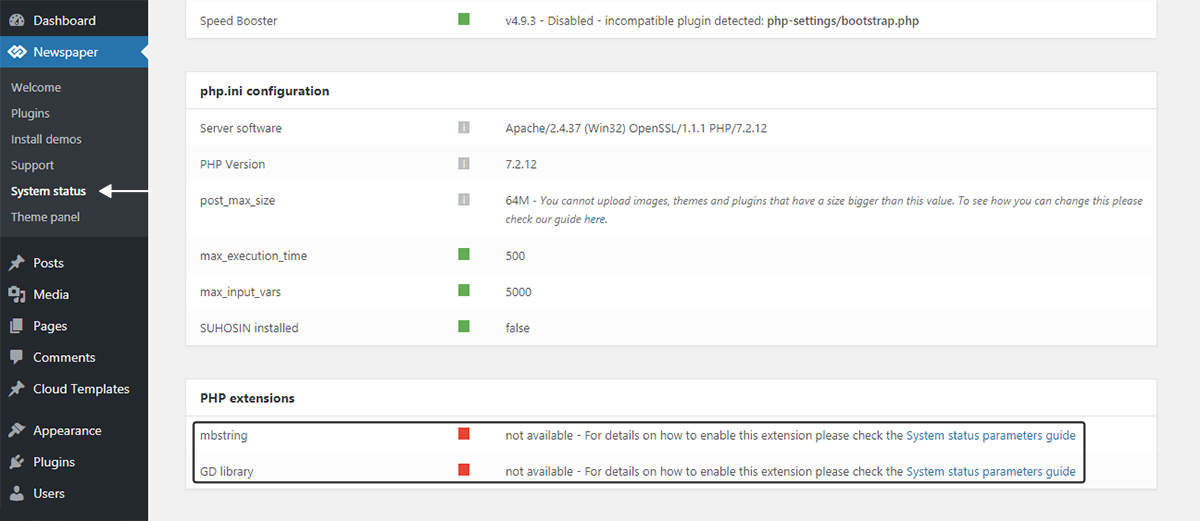 Dashboard
Newspaper
Welcome
Plugins
Install demos
Support
System status
Theme panel
Posts
Media
Pages
Comments
Cloud Templates
Appearance
Plugins
Users
Speed Booster v4.9.3 - Disabled - incompatible plugin detected: php-settings/bootstrap.php
php.ini configuration
Server software i Apache/2.4.37 (Win32) OpenSSL/1.1.1 PHP/7.2.12
PHP Version i 7.2.12
post_max_size i 64M - You cannot upload images, themes and plugins that have a size bigger than this value. To see how you can change this please
check our guide here.
max_execution_time 500
max_input_vars 5000
SUHOSIN installed false
PHP extensions
mbstring not available - For details on how to enable this extension please check the System status parameters guide
GD library not available - For details on how to enable this extension please check the System status parameters guide